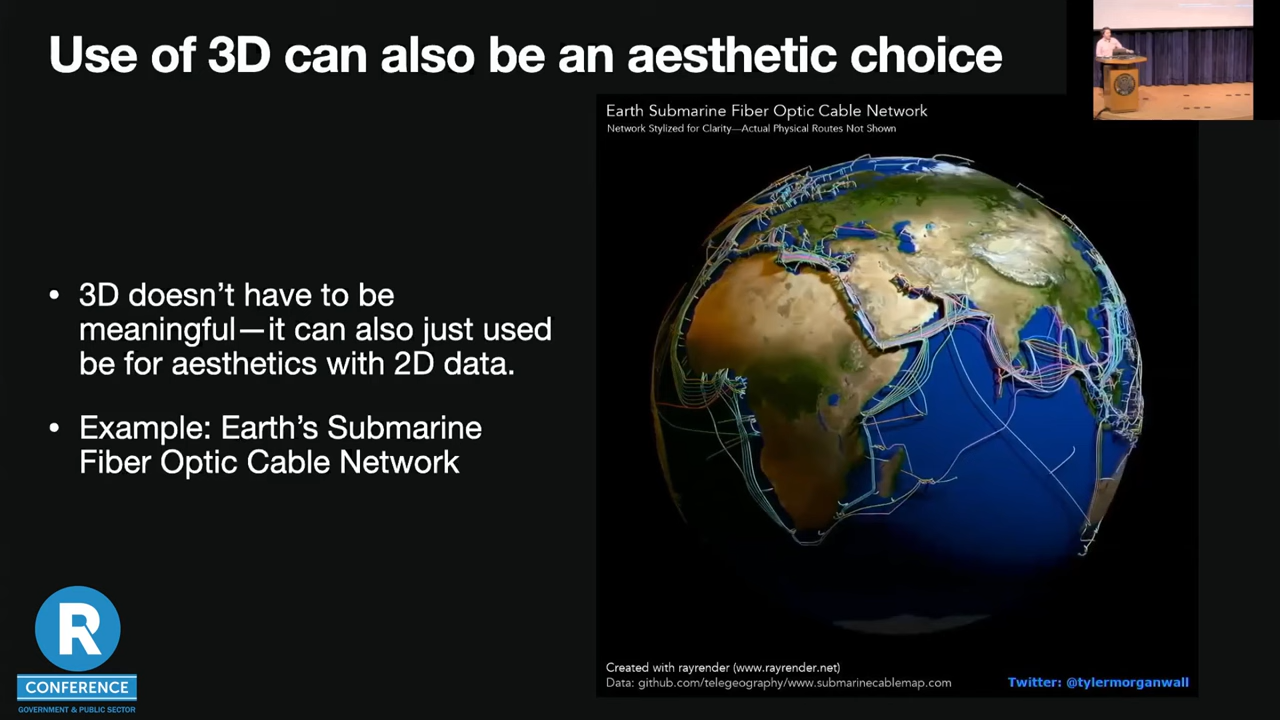 Use of 3D can also be an aesthetic choice
• 3D doesn’t have to be
meaningful—it can also just used
be for aesthetics with 2D data.
• Example: Earth’s Submarine
Fiber Optic Cable Network
Earth Submarine Fiber Optic Cable Network
Network Stylized for Clarity—Actual Physical Routes Not Shown
Created with rayrender (www.rayrender.net)
Data: github.com/telegeography/www.submarinecablemap.com
Twitter: @tylermorganwall
R
CONFERENCE
GOVERNMENT & PUBLIC SECTOR